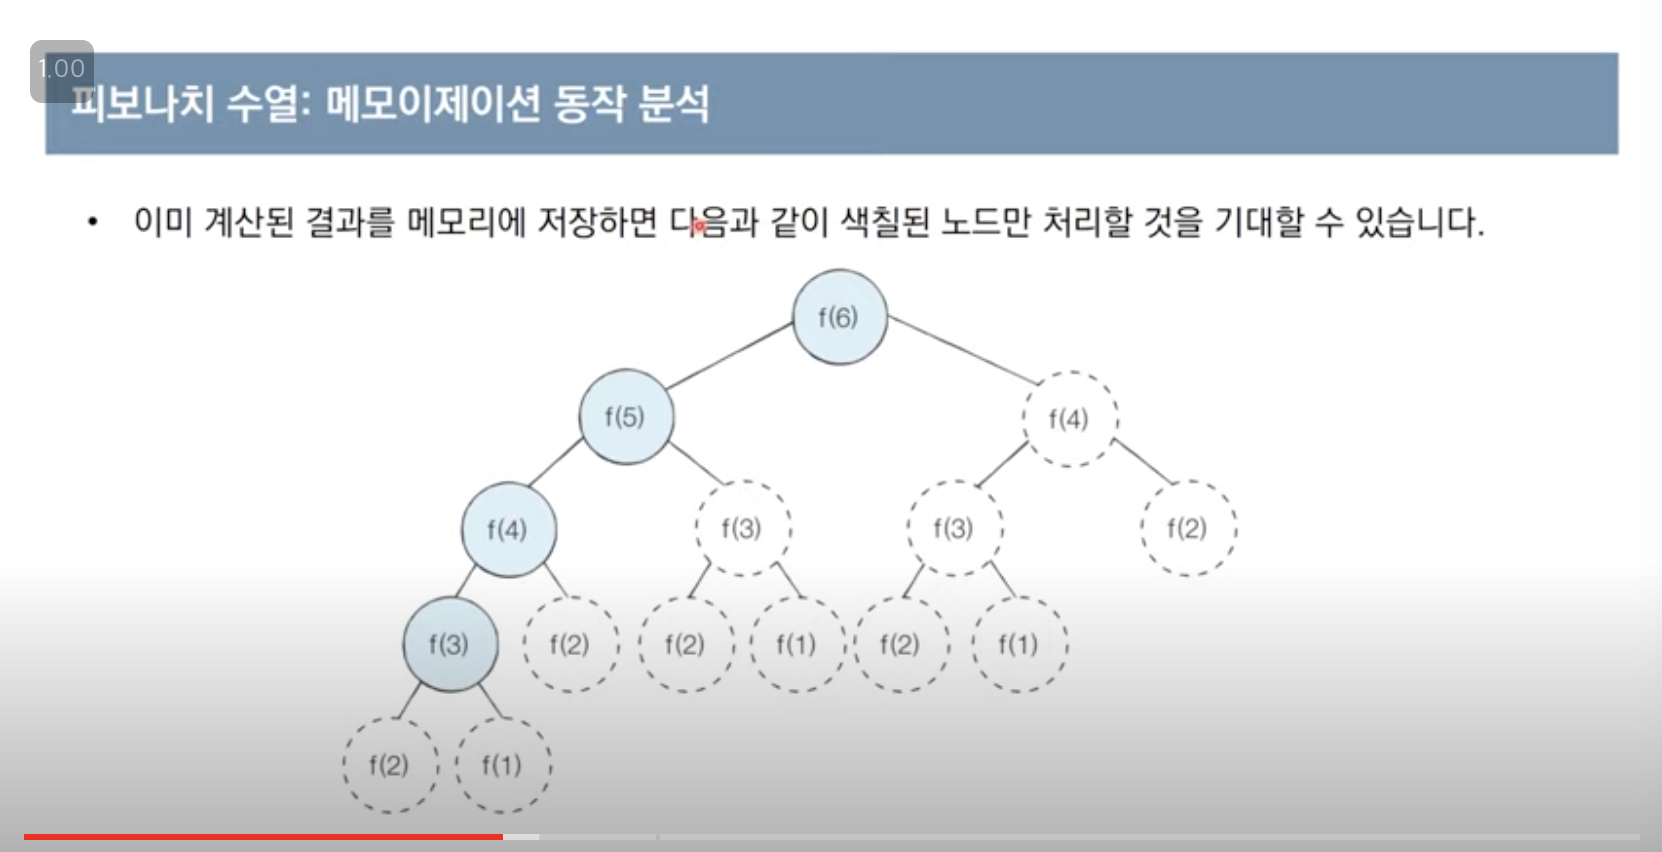 1.00
피보나치 수열: 메모이제이션 동작 분석
• 이미 계산된 결과를 메모리에 저장하면 다음과 같이 색칠된 노드만 처리할 것을 기대할 수 있습니다.
f(6)
f(5) f(4)
f(4) f(3) f(3) f(2)
f(3) f(2) f(2) f(1) f(2) f(1)
f(2) f(1)